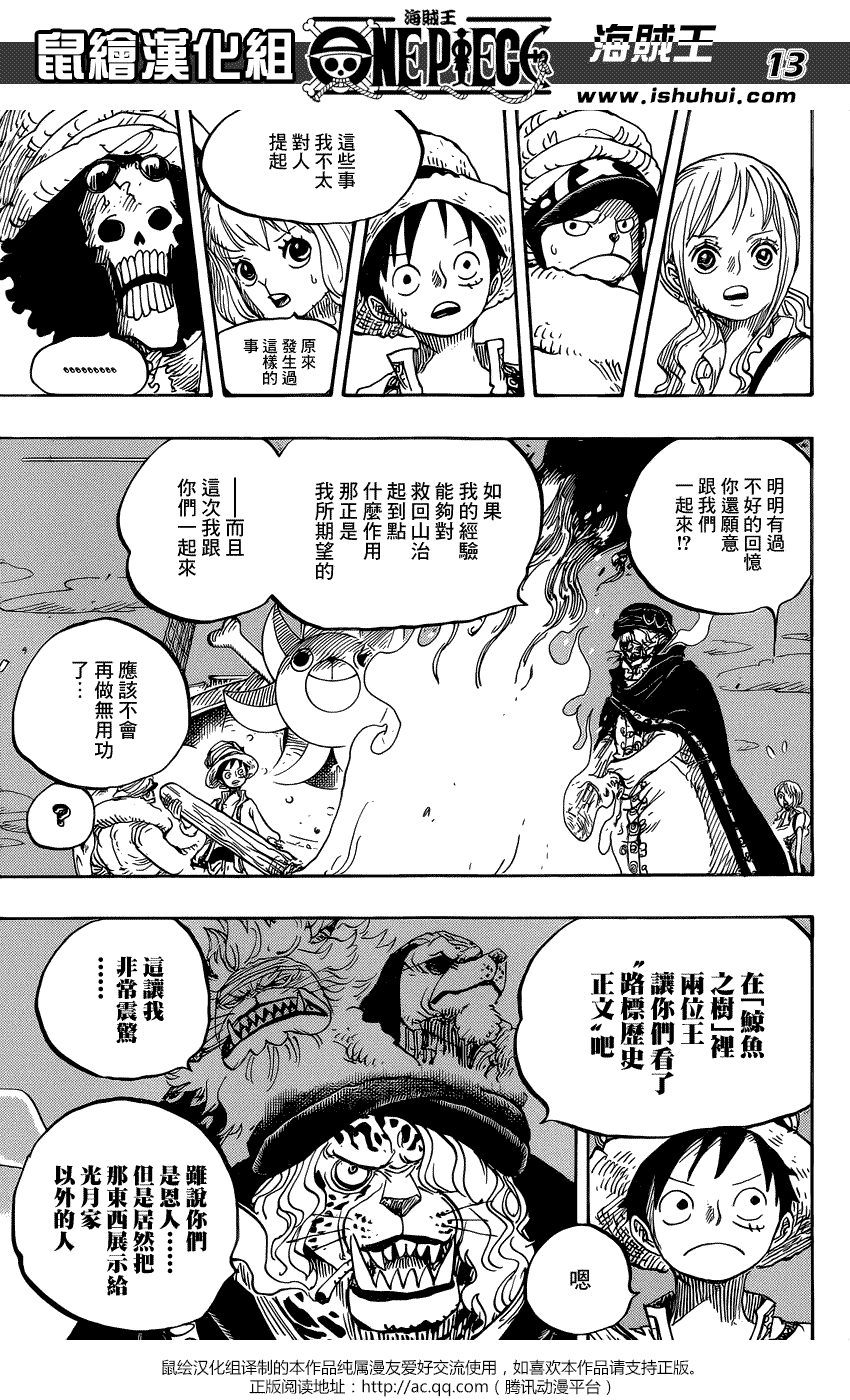 鼠繪漢化組
海賊王
ONE PIECE
海賊王
13
www.ishuhui.com
這些事
我不太
對人
提起
原來
發生過
這樣的
事
…………
明明有過
不好的回憶
你還願意
跟我們
一起來!?
如果
我的經驗
能夠對
救回山治
起到點
什麼作用
那正是
我所期望的
——而且
這次我跟
你們一起來
應該不會
再做無用功
了…
?
在「鯨魚
之樹」裡
兩位王
讓你們看了
〝路標歷史
正文〞吧
嗯
這讓我
非常震驚
……
雖說你們
是恩人……
但是居然把
那東西展示給
光月家
以外的人
鼠绘汉化组译制的本作品纯属漫友爱好交流使用，如喜欢本作品请支持正版。
正版阅读地址：http://ac.qq.com（腾讯动漫平台）